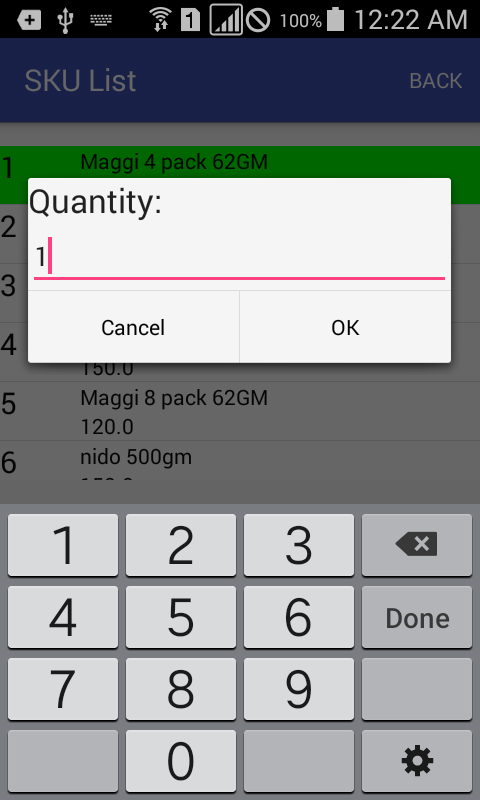 1 100% 12:22 AM
SKU List BACK
1 Maggi 4 pack 62GM
Quantity:
2
1
3
Cancel OK
4
150.0
5 Maggi 8 pack 62GM
120.0
6 nido 500gm
1 2 3
4 5 6 Done
7 8 9
0